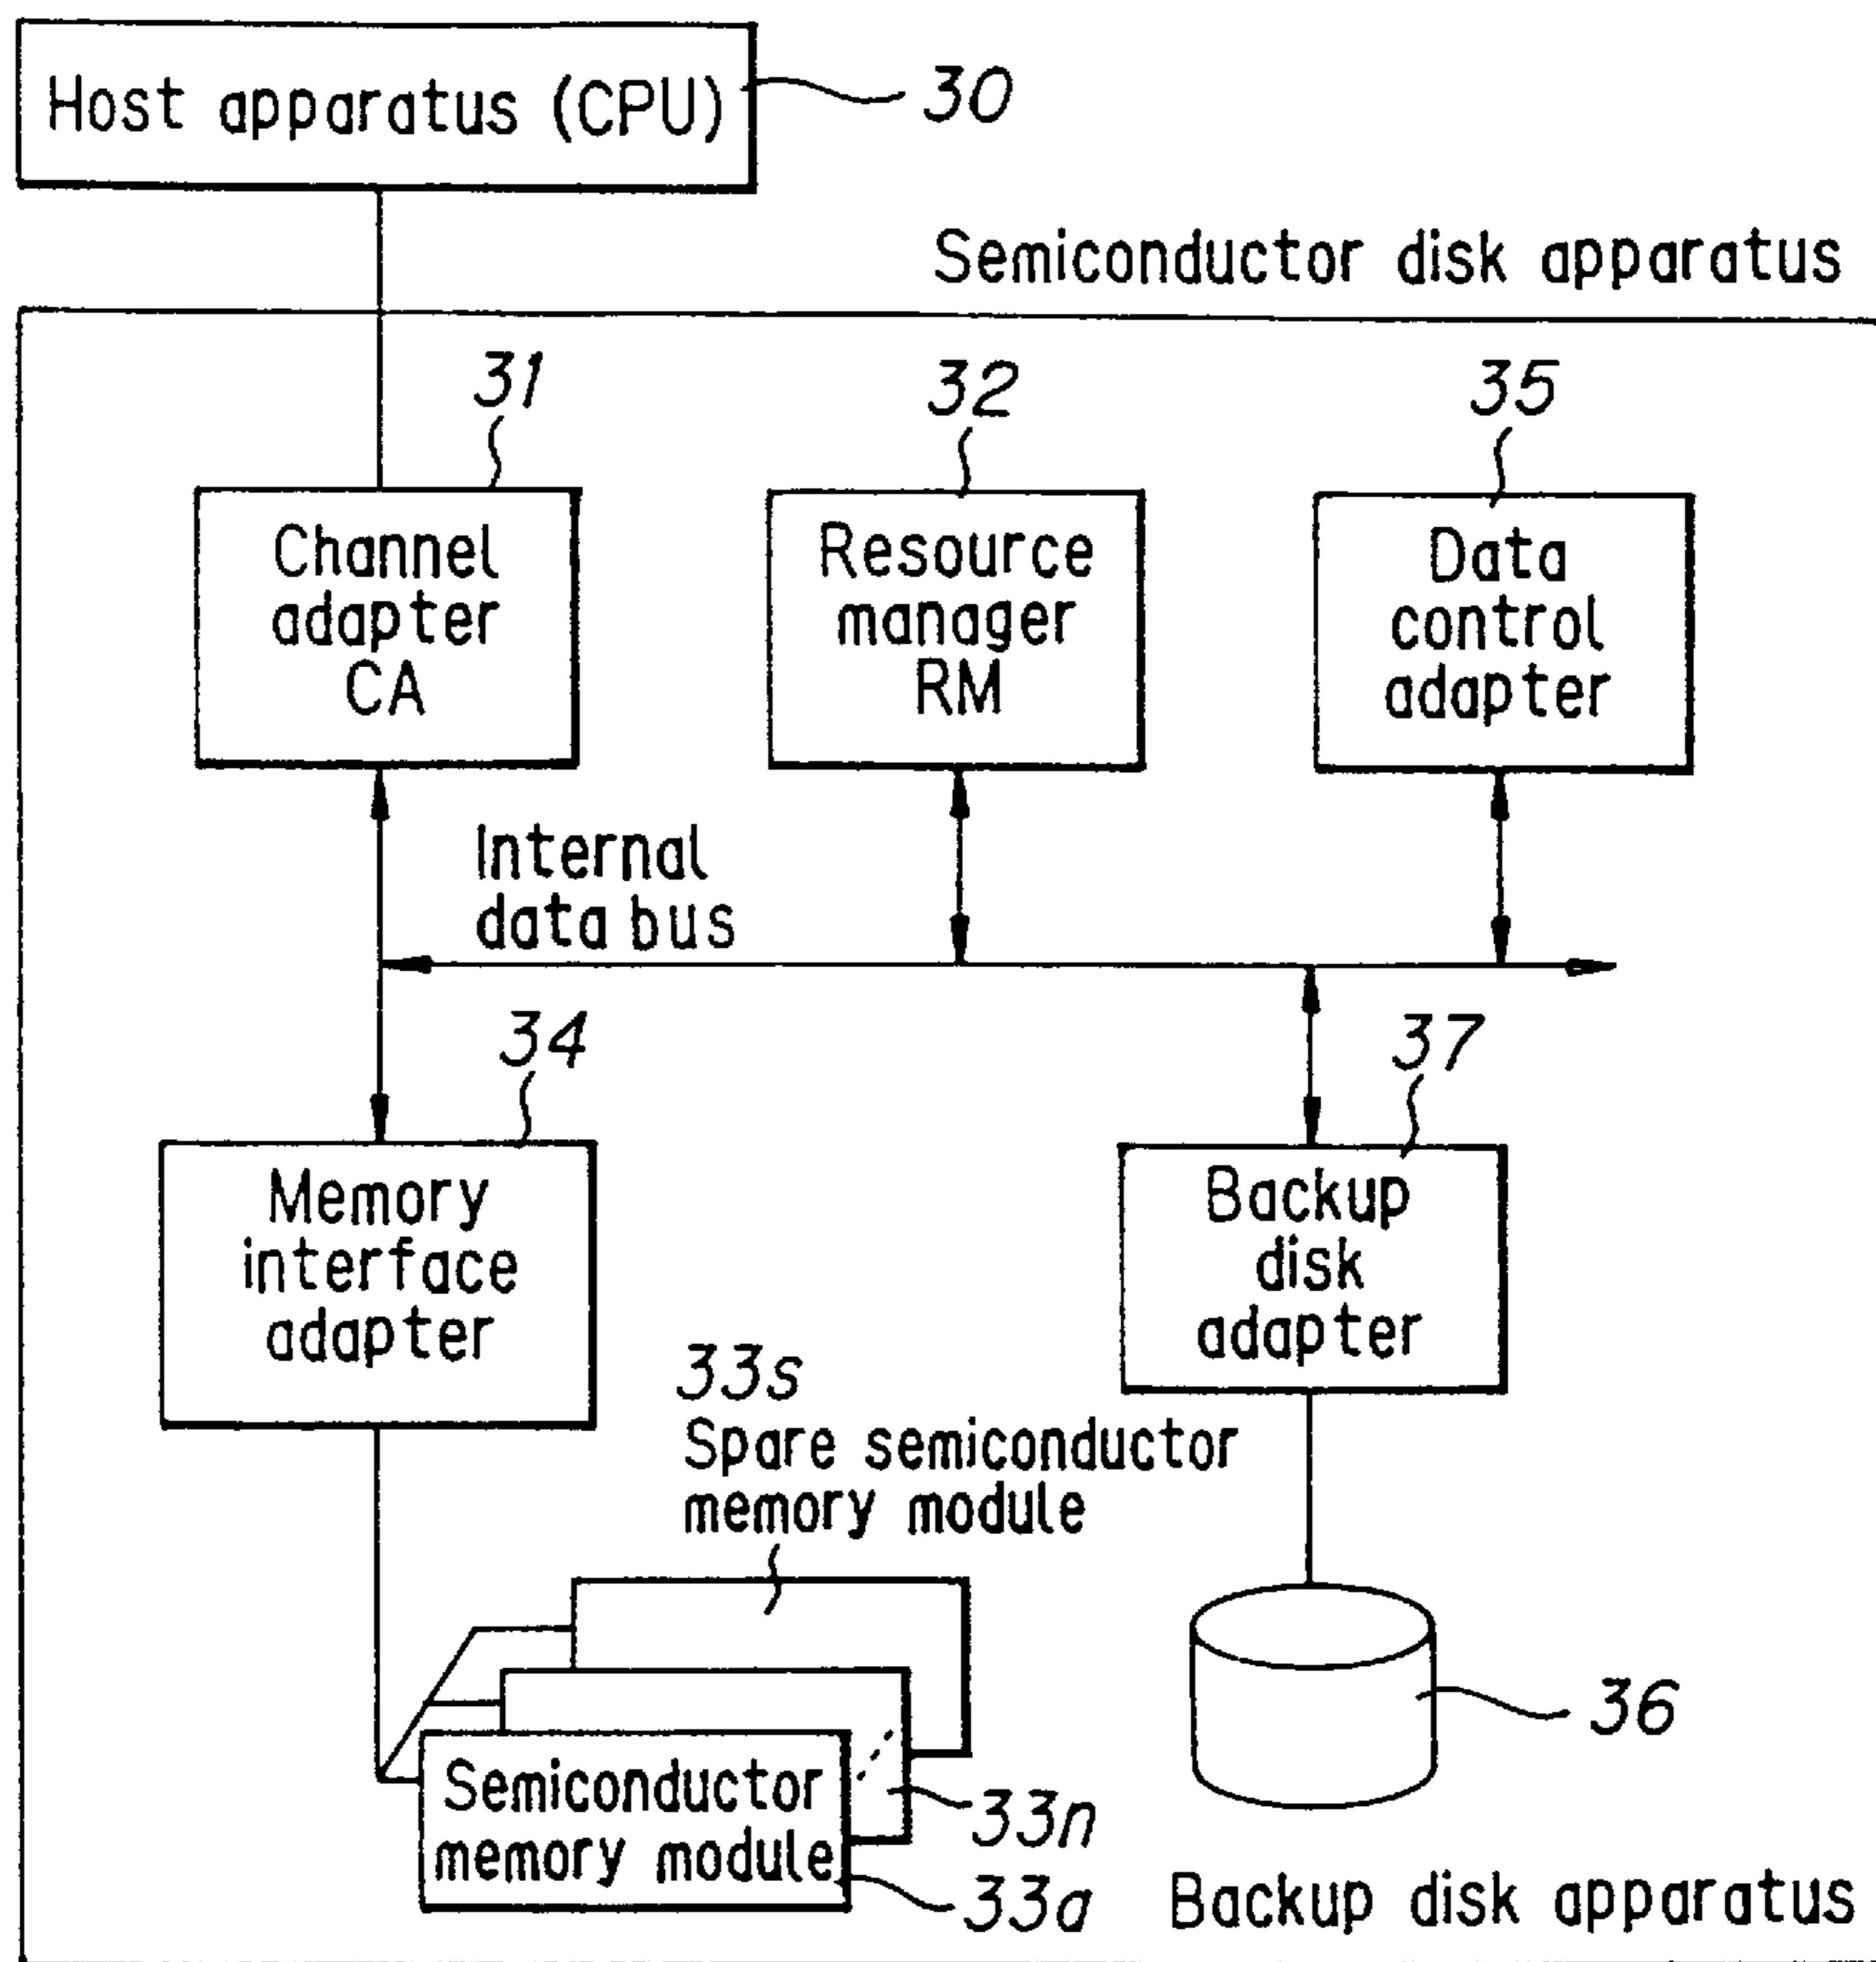 Host apparatus (CPU)
30
Semiconductor disk apparatus
31
32
35
Channel
adapter
CA
Resource
manager
RM
Data
control
adapter
Internal
data bus
34
37
Memory
interface
adapter
Backup
disk
adapter
33s
Spare semiconductor
memory module
36
Semiconductor
memory module
33n
33a
Backup disk apparatus